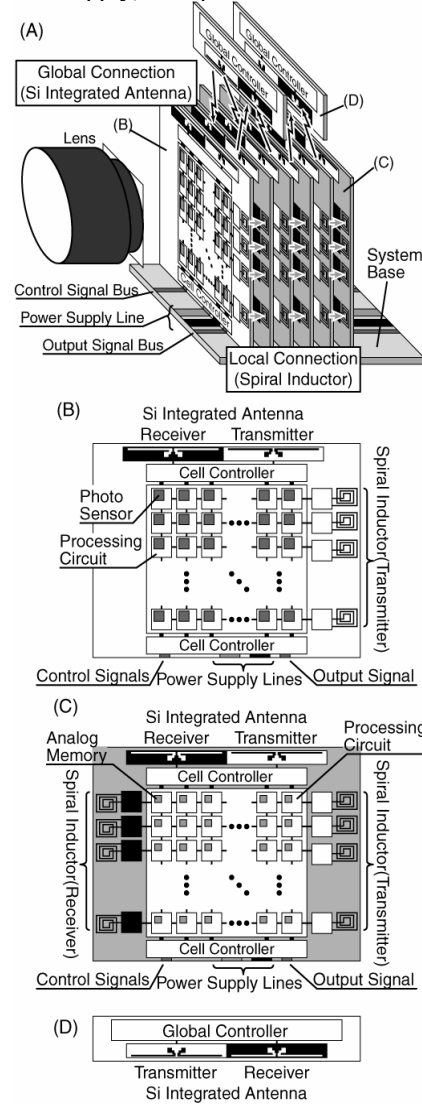 (A)
Global Controller
Global Controller
Global Connection
(Si Integrated Antenna)
(D)
(B)
Lens
(C)
Cell Controller
System
Base
Control Signal Bus
Power Supply Line
Output Signal Bus
Local Connection
(Spiral Inductor)
(B)
Si Integrated Antenna
Receiver Transmitter
Cell Controller
Photo
Sensor
Processing
Circuit
Spiral Inductor(Transmitter)
Cell Controller
Control Signals
Power Supply Lines
Output Signal
(C)
Si Integrated Antenna
Analog
Memory
Receiver Transmitter
Processing
Circuit
Cell Controller
Spiral Inductor(Receiver)
Spiral Inductor(Transmitter)
Cell Controller
Control Signals
Power Supply Lines
Output Signal
(D)
Global Controller
Transmitter Receiver
Si Integrated Antenna